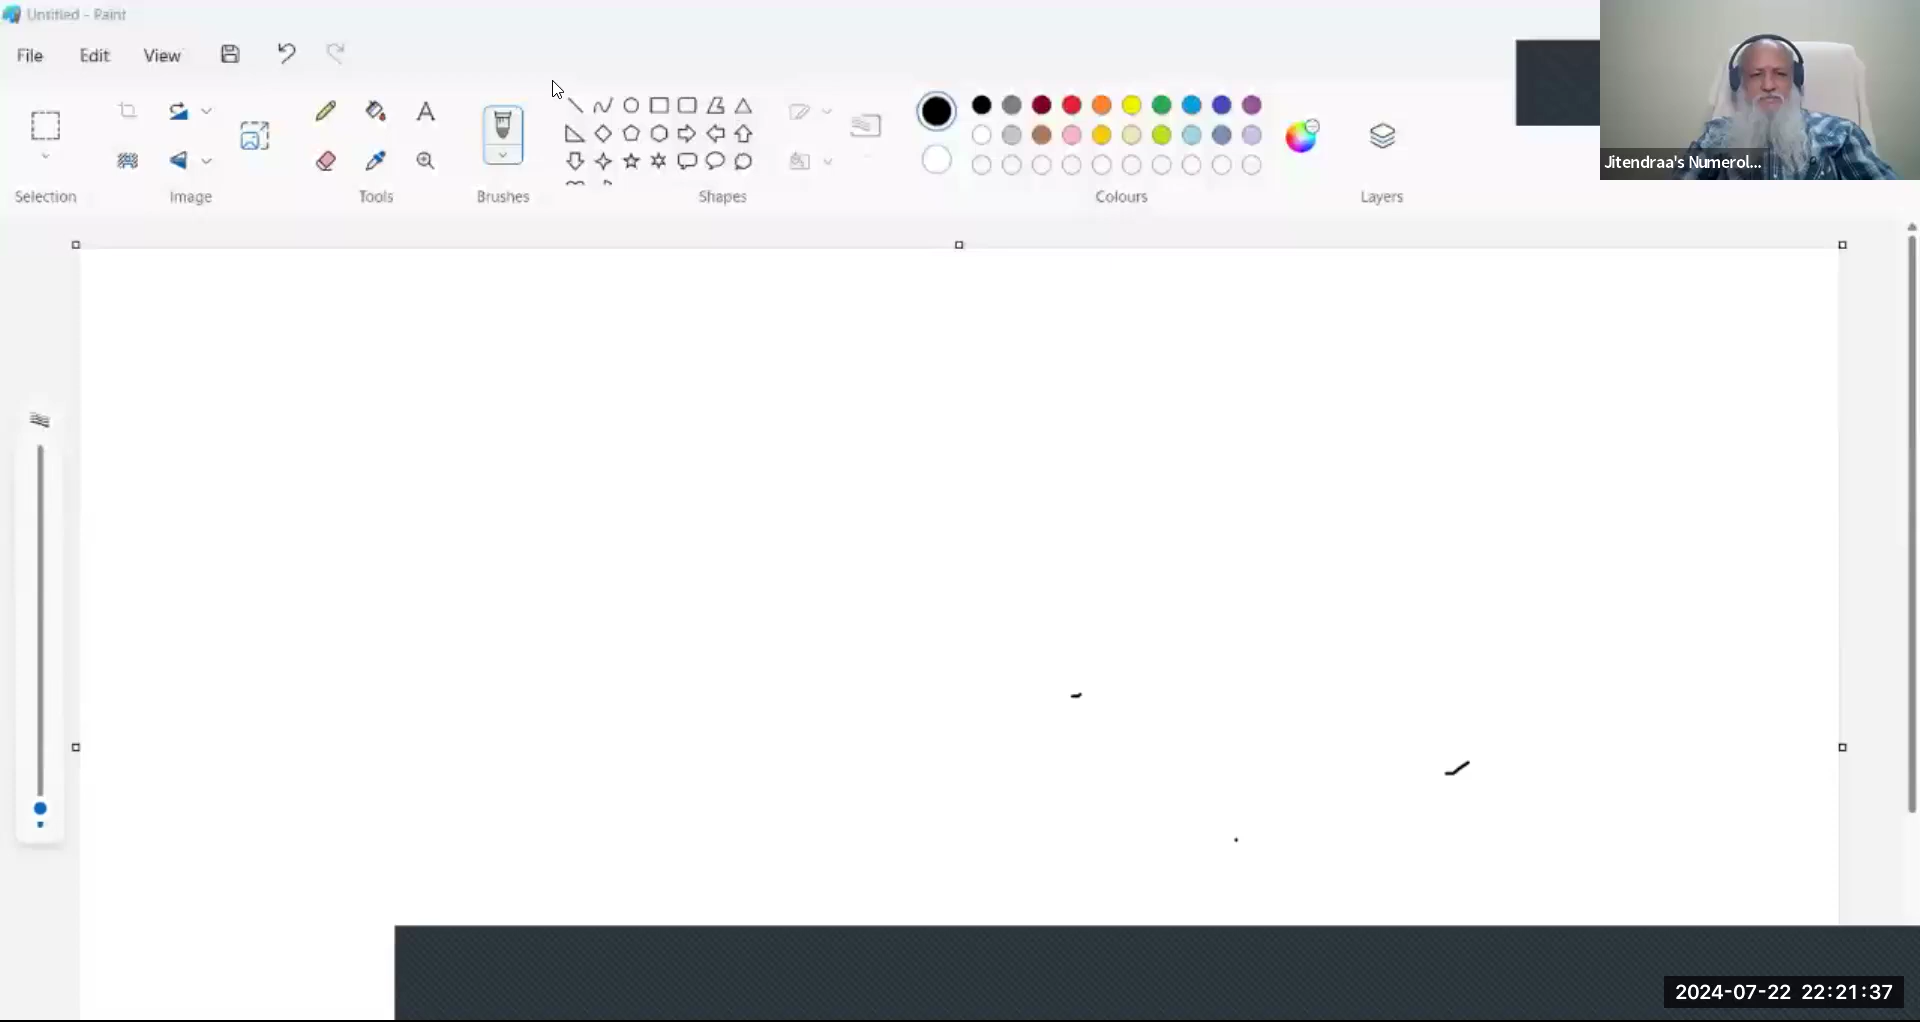 Untitled - Paint
File Edit View
Selection Image Tools Brushes Shapes Colours Layers
Jitendraa's Numerol...
2024-07-22 22:21:37